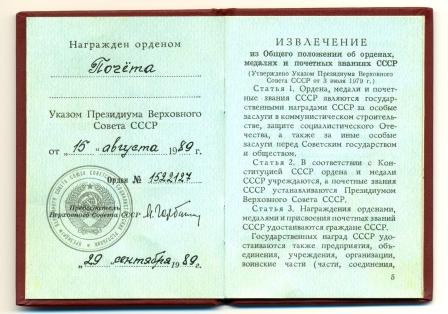 Награжден орденом
Почёта
Указом Президиума Верховного
Совета СССР
от „15“ августа 1989г.
Орден № 1522127
Председатель
Верховного Совета СССР
„29“ сентября 1989г.
ИЗВЛЕЧЕНИЕ
из Общего положения об орденах,
медалях и почетных званиях СССР
(Утверждено Указом Президиума Верховного
Совета СССР от 3 июля 1979 г.)
Статья 1. Ордена, медали и почет-
ные звания СССР являются государ-
ственными наградами СССР за особые
заслуги в коммунистическом строитель-
стве, защите социалистического Оте-
чества, а также за иные особые
заслуги перед Советским государством
и обществом.
Статья 2. В соответствии с Кон-
ституцией СССР ордена и медали
СССР учреждаются, а почетные звания
СССР устанавливаются Президиумом
Верховного Совета СССР.
Статья 3. Награждения орденами,
медалями и присвоения почетных званий
СССР удостаиваются граждане СССР.
Государственных наград СССР удо-
стаиваются также предприятия, объ-
единения, учреждения, организации,
воинские части (части, соединения,
5